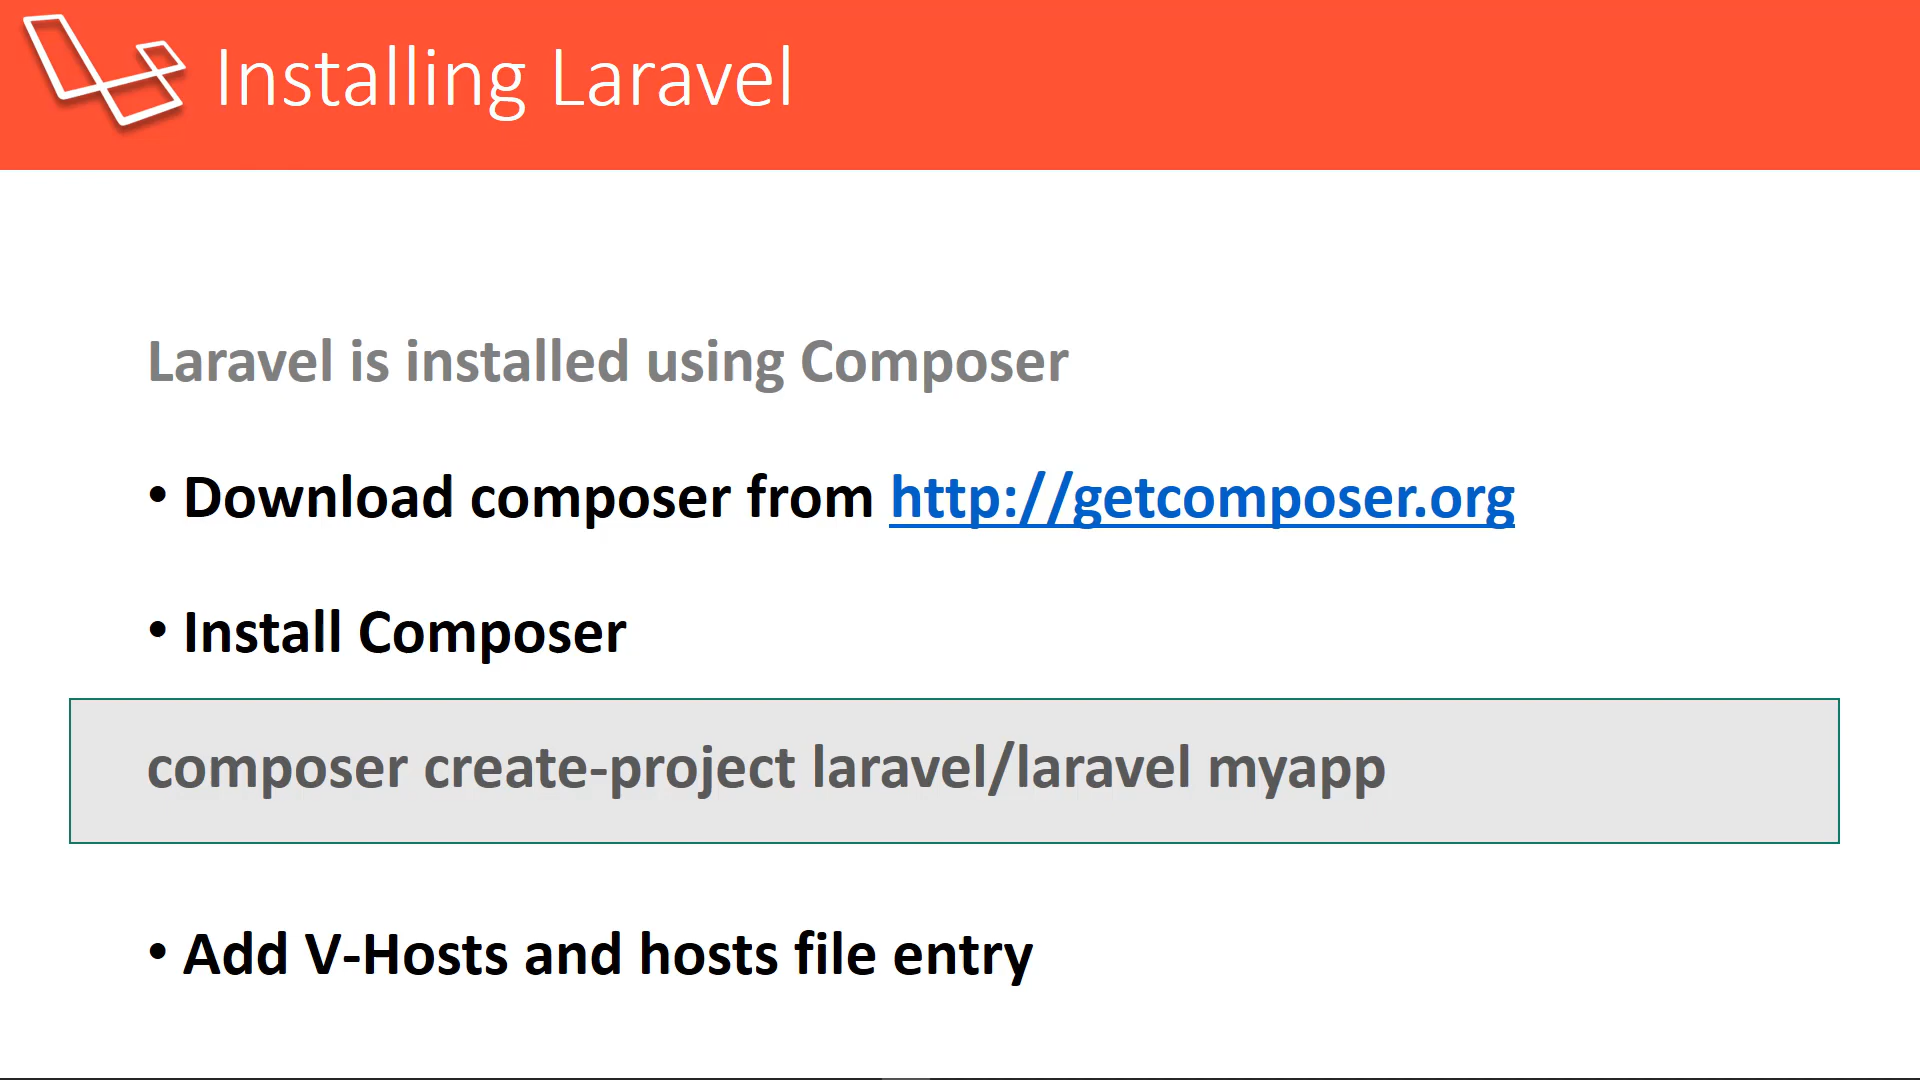 Installing Laravel
Laravel is installed using Composer
• Download composer from http://getcomposer.org
• Install Composer
composer create-project laravel/laravel myapp
• Add V-Hosts and hosts file entry